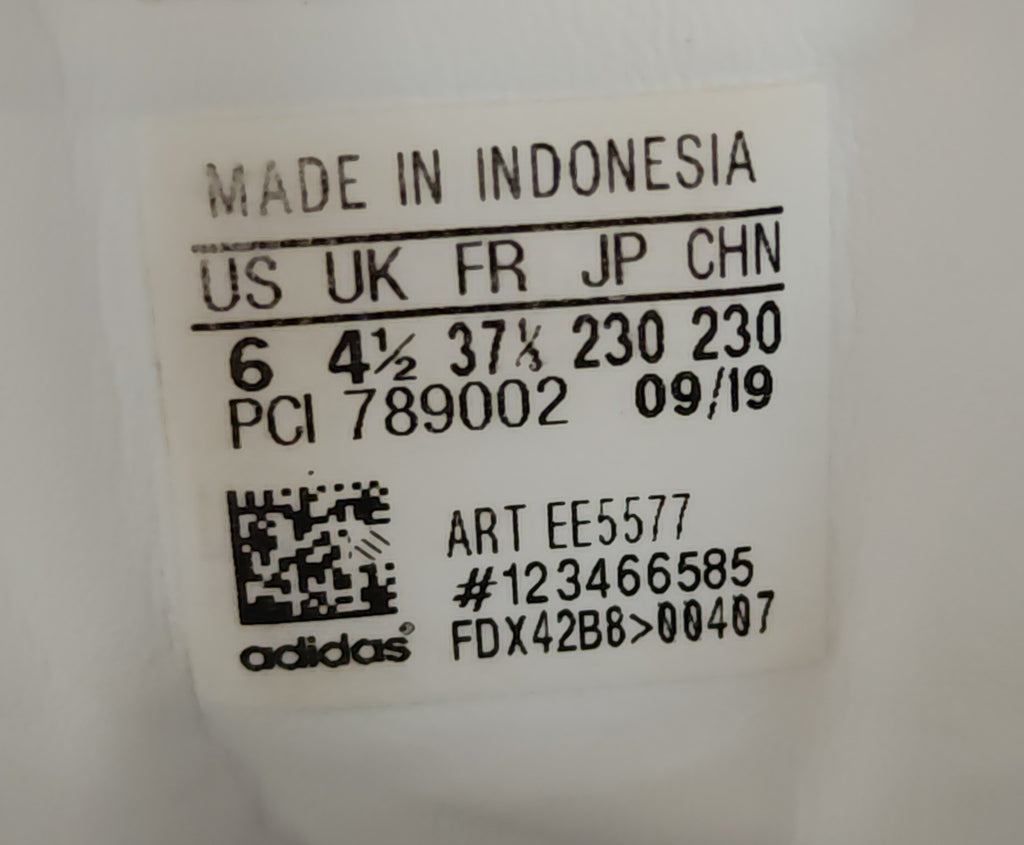 MADE IN INDONESIA
US UK FR JP CHN
6 4½ 37⅓ 230 230
PCI 789002 09/19
ART EE5577
#123466585
adidas® FDX42B8>00407